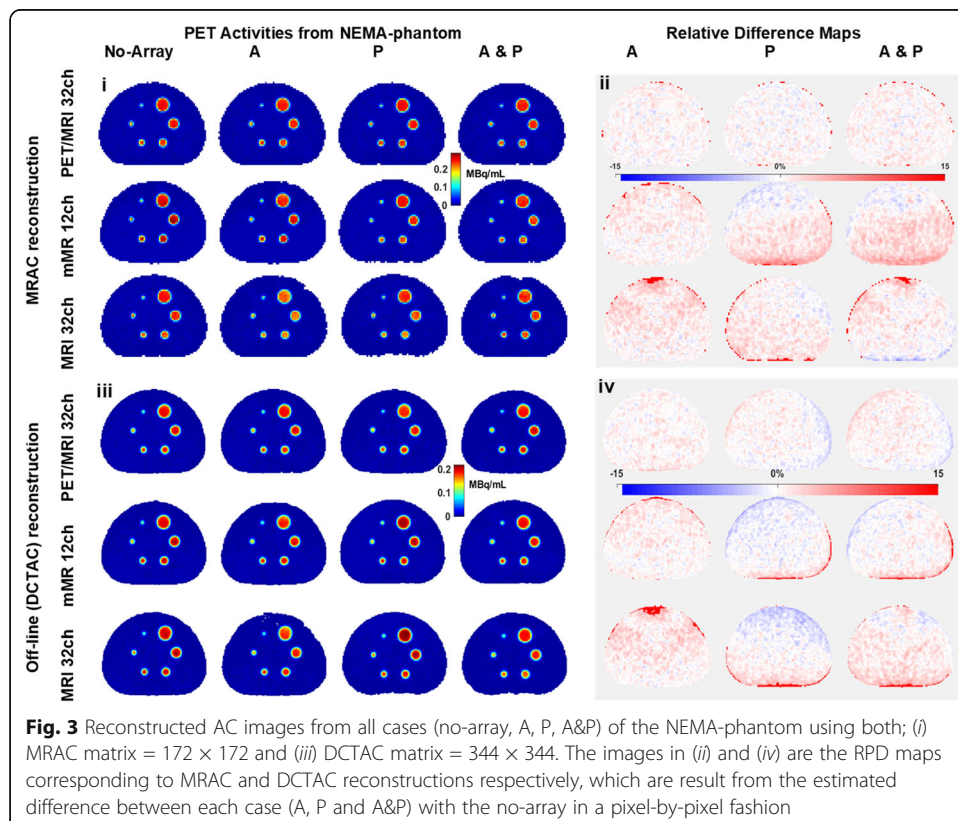 PET Activities from NEMA-phantom
Relative Difference Maps
No-Array A P A & P
A P A & P
MRAC reconstruction
PET/MRI 32ch
mMR 12ch
MRI 32ch
i
0.2
0.1
0
MBq/mL
ii
-15 0% 15
Off-line (DCTAC) reconstruction
PET/MRI 32ch
mMR 12ch
MRI 32ch
iii
0.2
0.1
0
MBq/mL
iv
-15 0% 15
Fig. 3 Reconstructed AC images from all cases (no-array, A, P, A&P) of the NEMA-phantom using both; (i)
MRAC matrix = 172 × 172 and (iii) DCTAC matrix = 344 × 344. The images in (ii) and (iv) are the RPD maps
corresponding to MRAC and DCTAC reconstructions respectively, which are result from the estimated
difference between each case (A, P and A&P) with the no-array in a pixel-by-pixel fashion